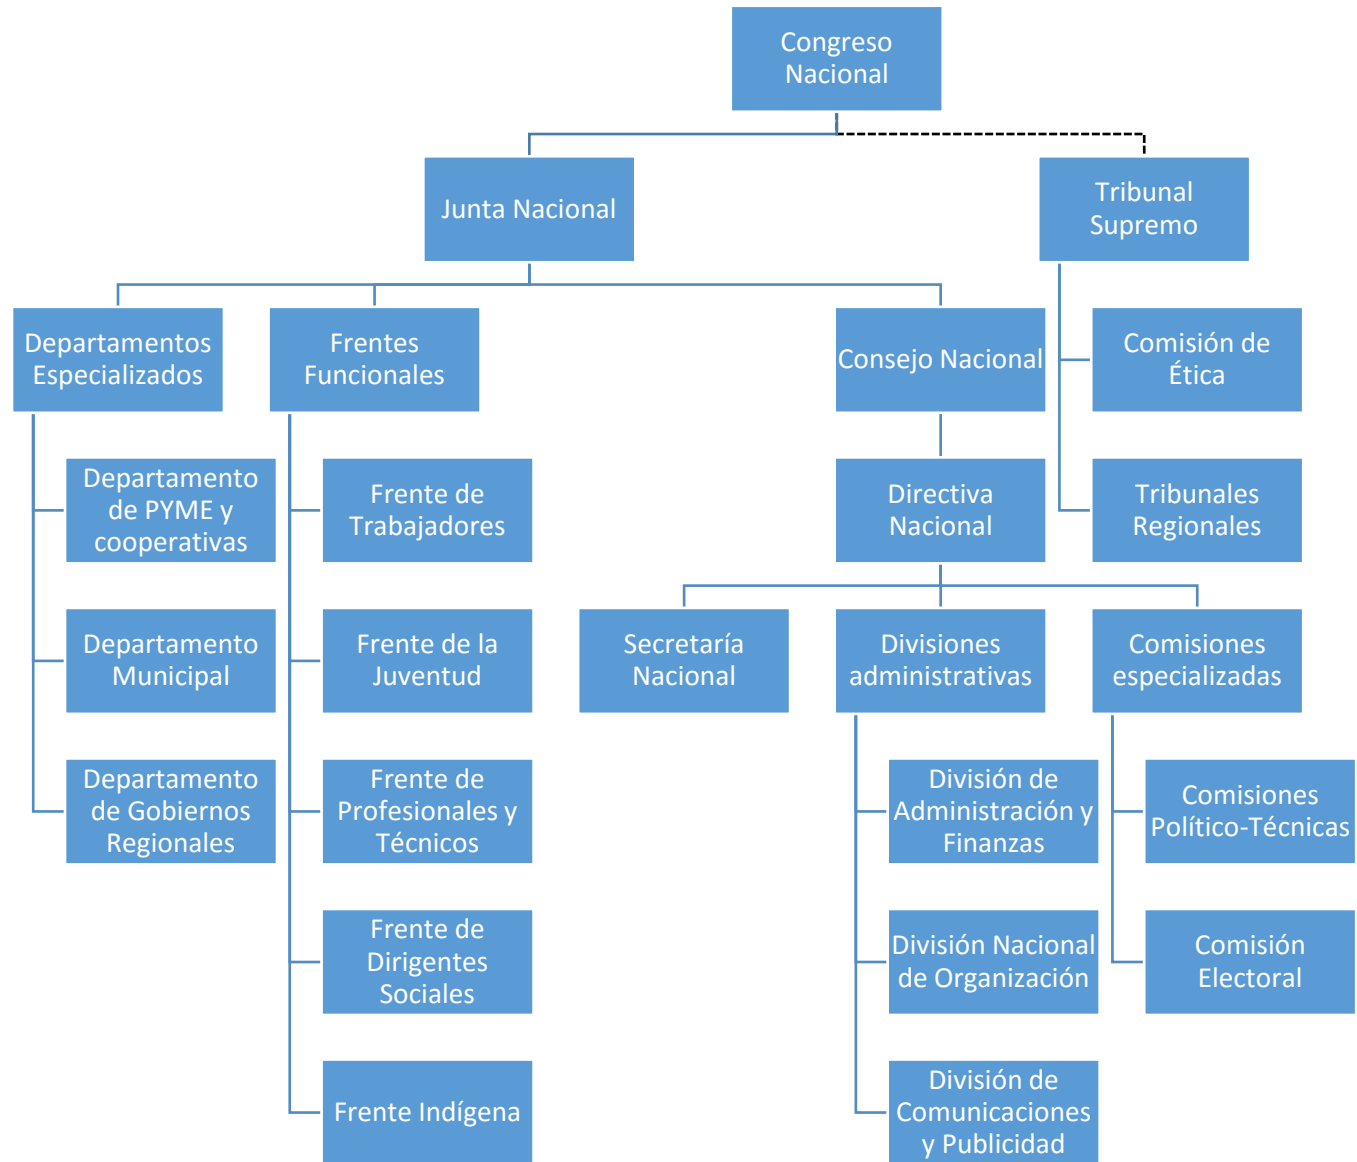 Congreso
Nacional
Junta Nacional
Tribunal
Supremo
Departamentos
Especializados
Frentes
Funcionales
Consejo Nacional
Comisión de
Ética
Departamento
de PYME y
cooperativas
Frente de
Trabajadores
Directiva
Nacional
Tribunales
Regionales
Departamento
Municipal
Frente de la
Juventud
Secretaría
Nacional
Divisiones
administrativas
Comisiones
especializadas
Departamento
de Gobiernos
Regionales
Frente de
Profesionales y
Técnicos
División de
Administración y
Finanzas
Comisiones
Político-Técnicas
Frente de
Dirigentes
Sociales
División Nacional
de Organización
Comisión
Electoral
Frente Indígena
División de
Comunicaciones
y Publicidad